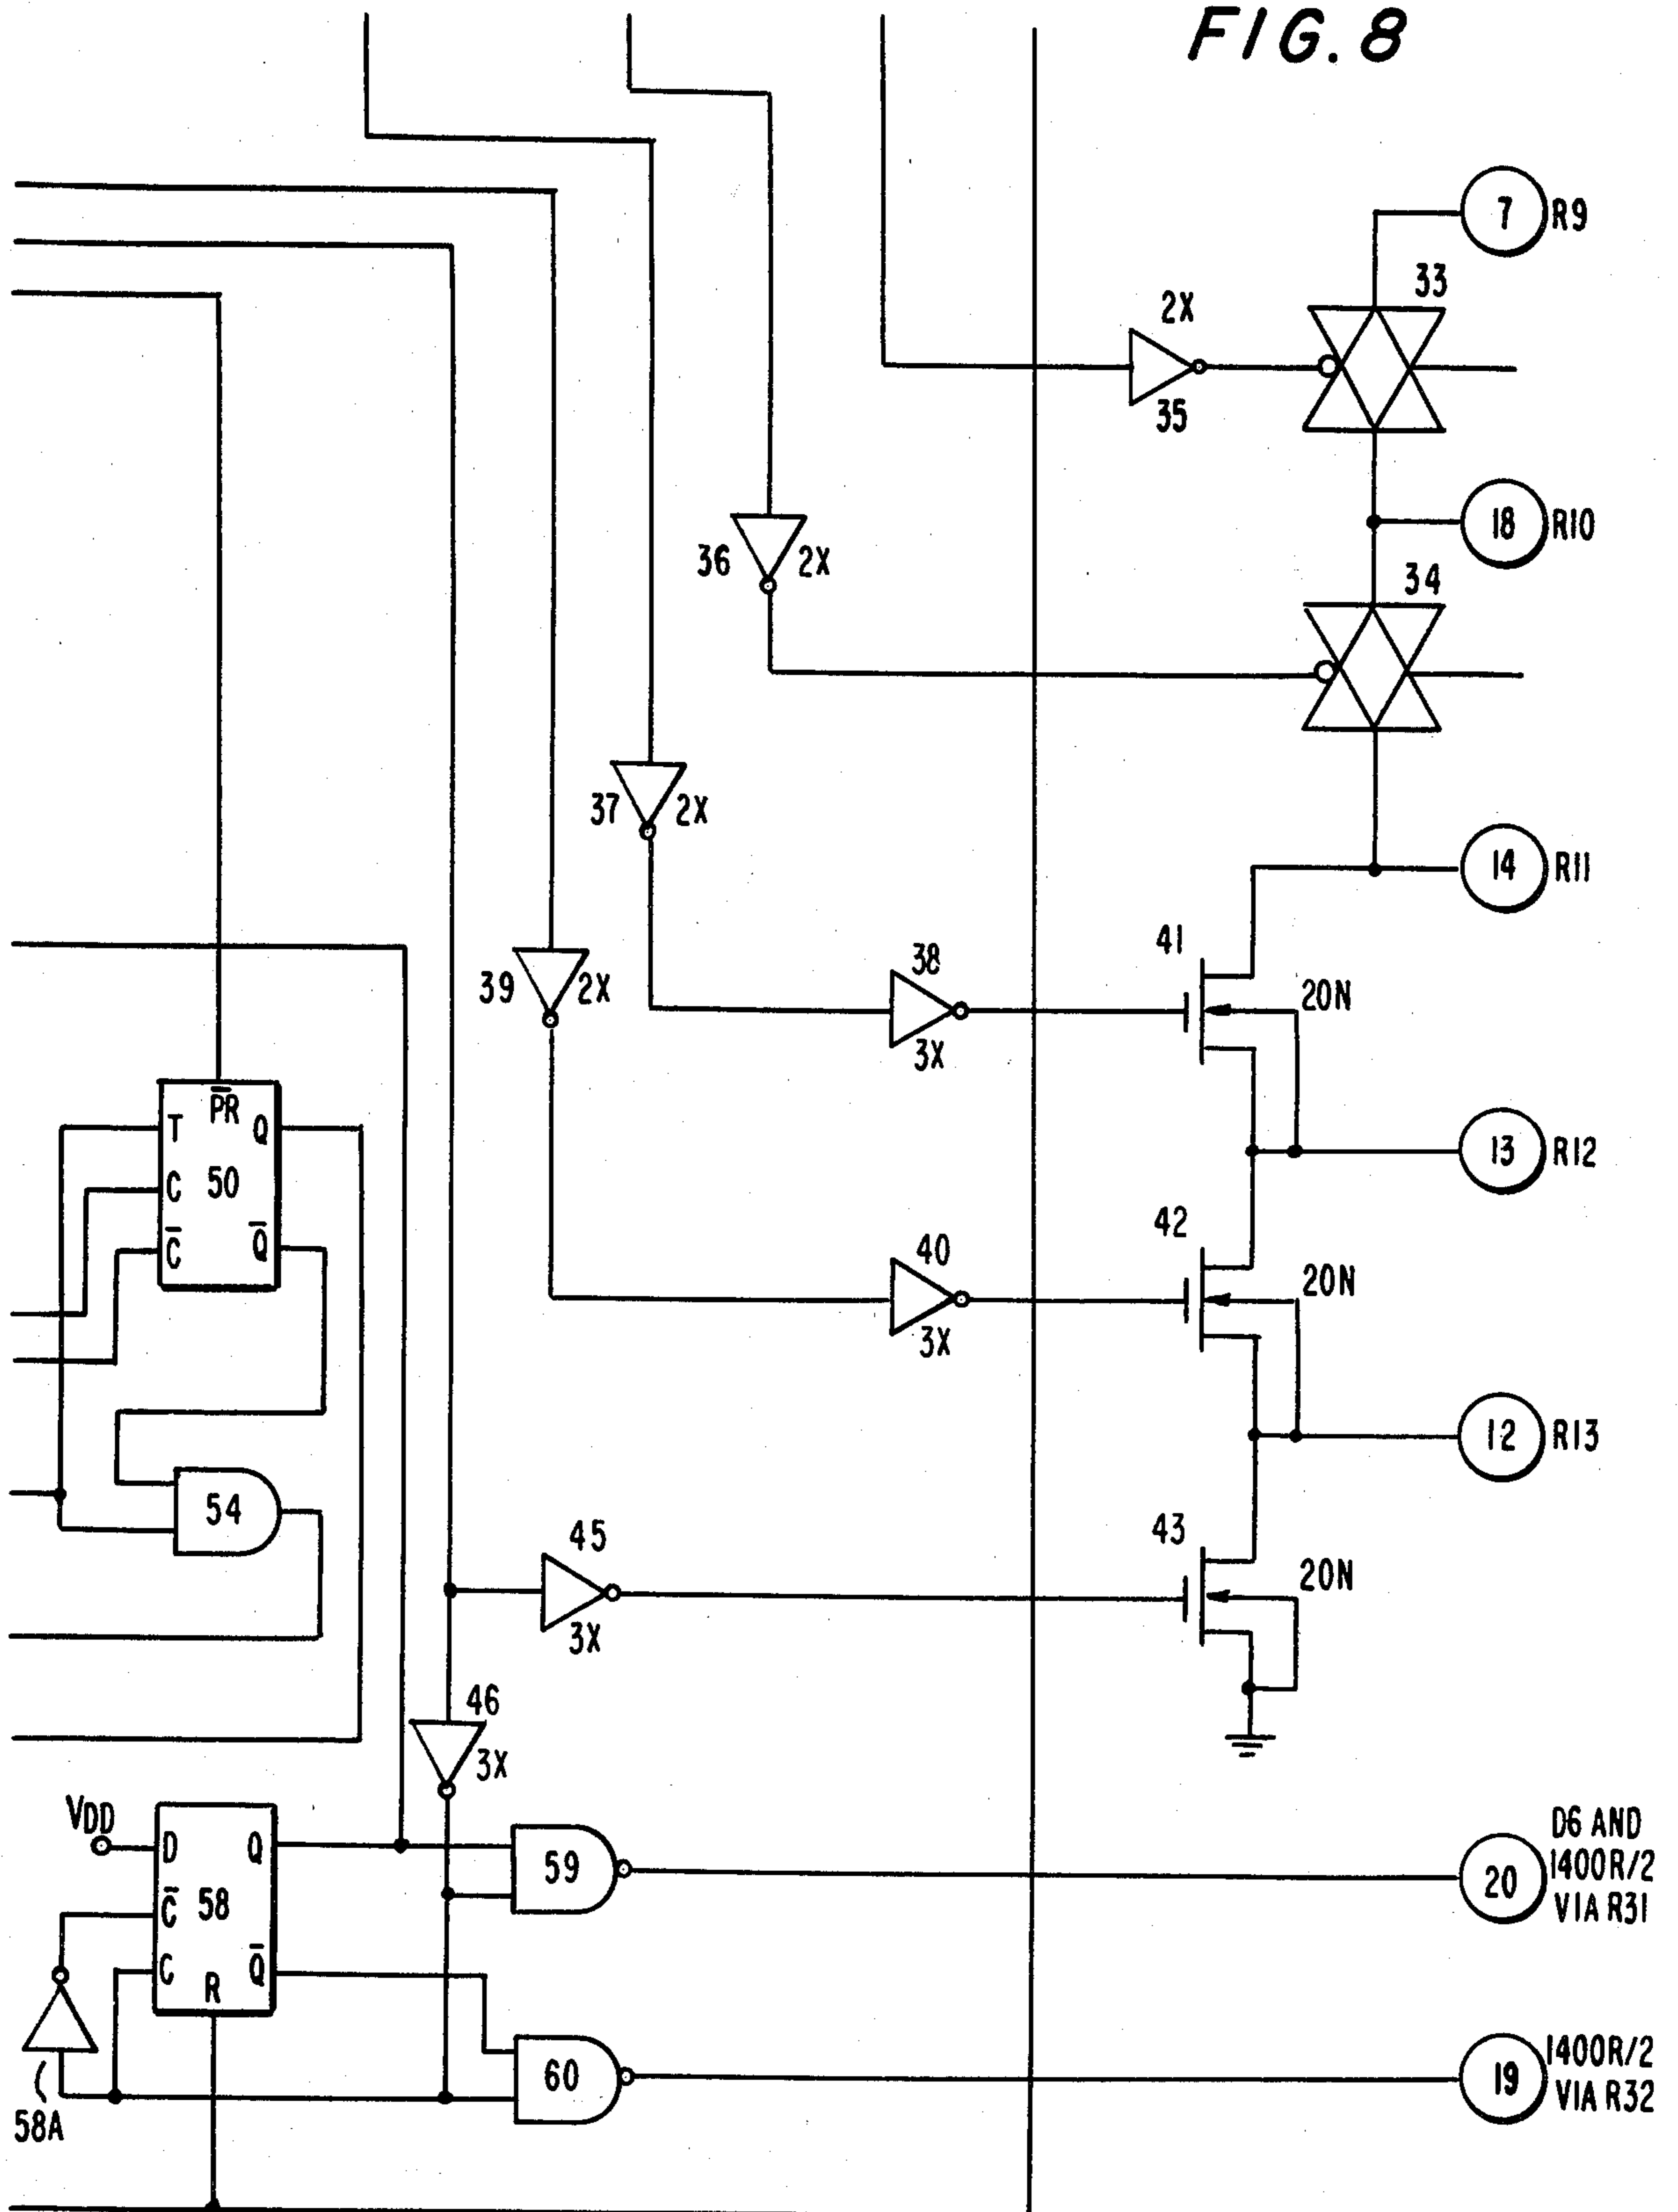 FIG. 8
7 R9
33
2X
35
18 R10
36 2X
34
37 2X
14 R11
39 2X
38
3X
41
20N
PR
T Q
C 50
C Q
13 R12
42
40
3X
20N
12 R13
54
45
3X
43
20N
46
3X
VDD
D Q
C 58
C Q
R
59
D6 AND
20 1400R/2
VIA R31
58A
60
1400R/2
19
VIA R32